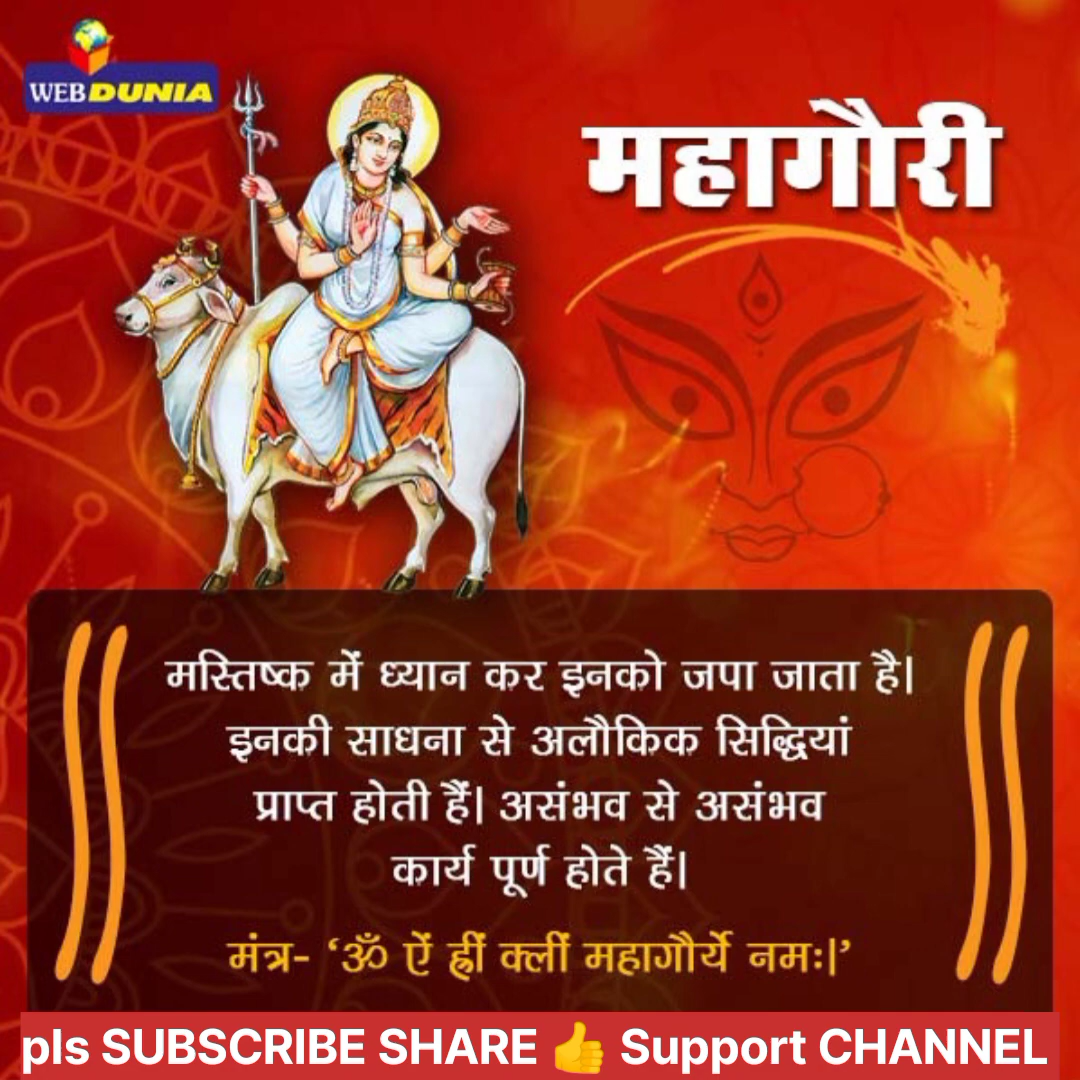 WEBDUNIA
महागौरी
मस्तिष्क में ध्यान कर इनको जपा जाता है।
इनकी साधना से अलौकिक सिद्धियां
प्राप्त होती हैं। असंभव से असंभव
कार्य पूर्ण होते हैं।
मंत्र- ‘ॐ ऐं ह्रीं क्लीं महागौर्ये नमः।’
pls SUBSCRIBE SHARE 👍 Support CHANNEL